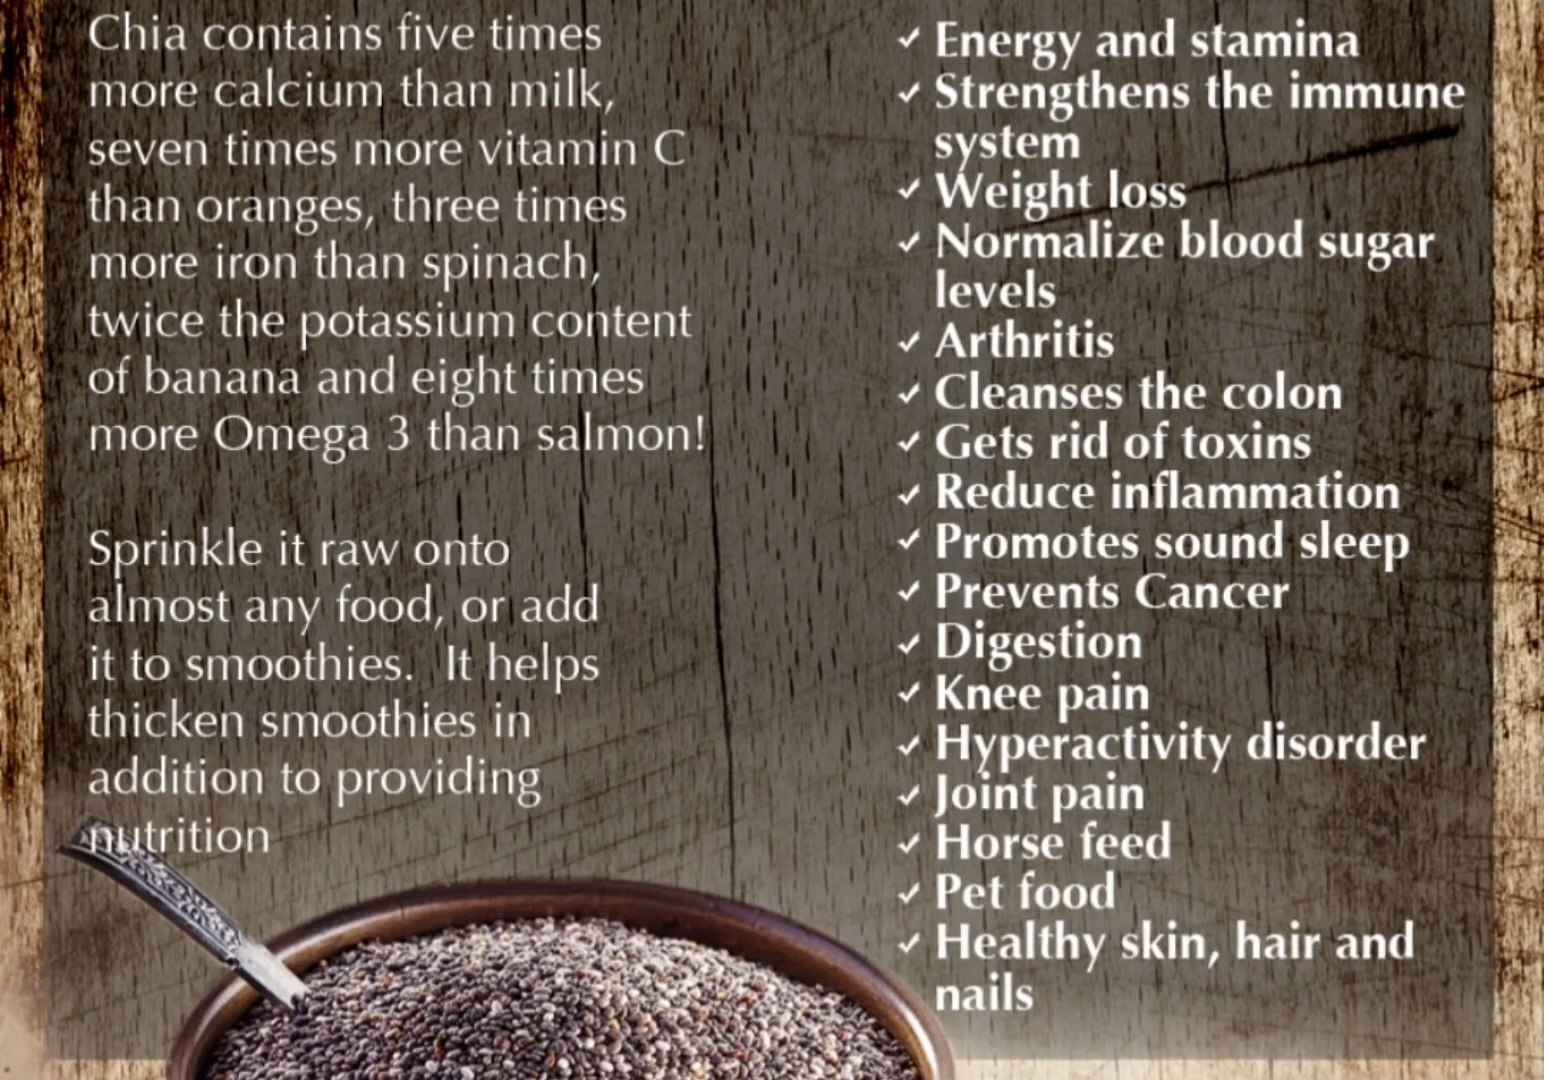 Chia contains five times
more calcium than milk,
seven times more vitamin C
than oranges, three times
more iron than spinach,
twice the potassium content
of banana and eight times
more Omega 3 than salmon!
Sprinkle it raw onto
almost any food, or add
it to smoothies. It helps
thicken smoothies in
addition to providing
nutrition
✓ Energy and stamina
✓ Strengthens the immune
system
✓ Weight loss
✓ Normalize blood sugar
levels
✓ Arthritis
✓ Cleanses the colon
✓ Gets rid of toxins
✓ Reduce inflammation
✓ Promotes sound sleep
✓ Prevents Cancer
✓ Digestion
✓ Knee pain
✓ Hyperactivity disorder
✓ Joint pain
✓ Horse feed
✓ Pet food
✓ Healthy skin, hair and
nails